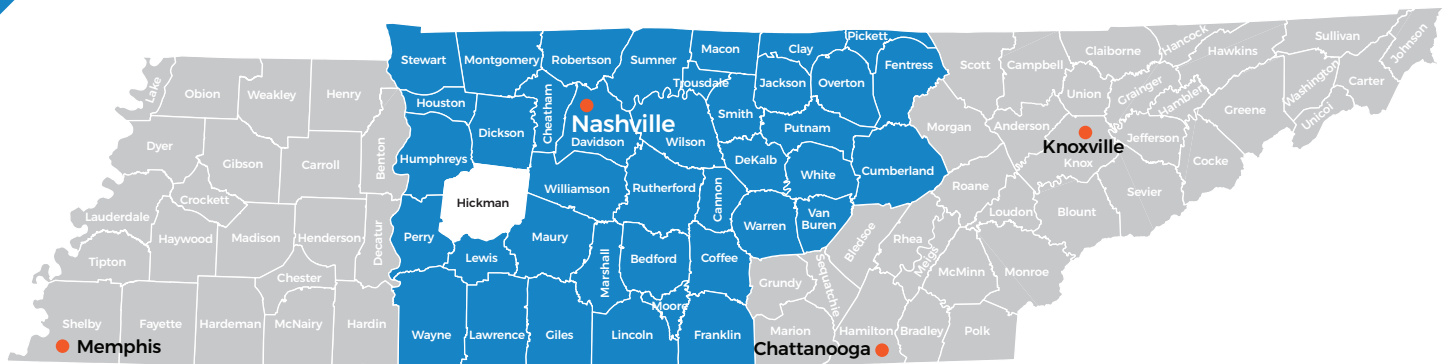 Stewart
Montgomery
Robertson
Sumner
Macon
Clay
Pickett
Fentress
Scott
Campbell
Claiborne
Hancock
Hawkins
Sullivan
Johnson
Lake
Obion
Weakley
Henry
Houston
Dickson
Cheatham
Nashville
Davidson
Wilson
Trousdale
Smith
Jackson
Overton
Putnam
Morgan
Anderson
Union
Grainger
Hamblen
Greene
Washington
Unicoi
Carter
Dyer
Gibson
Carroll
Benton
Humphreys
Hickman
Williamson
Rutherford
Cannon
DeKalb
White
Cumberland
Roane
Knoxville
Knox
Jefferson
Cocke
Sevier
Blount
Loudon
Lauderdale
Crockett
Haywood
Madison
Henderson
Decatur
Perry
Lewis
Maury
Marshall
Bedford
Coffee
Warren
Van
Buren
Bledsoe
Rhea
Meigs
McMinn
Monroe
Tipton
Chester
Moore
Grundy
Sequatchie
Shelby
Fayette
Hardeman
McNairy
Hardin
Wayne
Lawrence
Giles
Lincoln
Franklin
Marion
Hamilton
Bradley
Polk
Memphis
Chattanooga